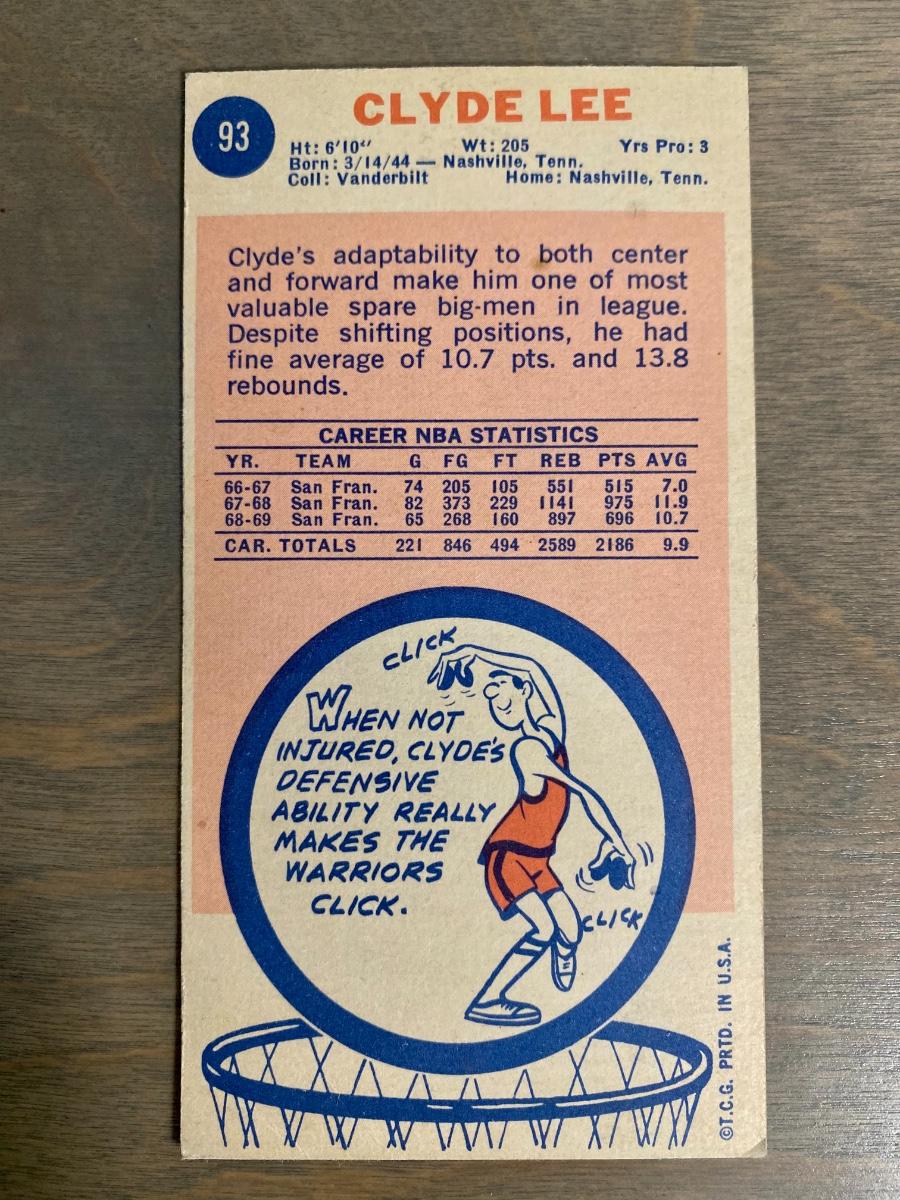 93
CLYDE LEE
Ht: 6'10" Wt: 205 Yrs Pro: 3
Born: 3/14/44 — Nashville, Tenn.
Coll: Vanderbilt Home: Nashville, Tenn.
Clyde's adaptability to both center
and forward make him one of most
valuable spare big-men in league.
Despite shifting positions, he had
fine average of 10.7 pts. and 13.8
rebounds.
CAREER NBA STATISTICS
YR. TEAM G FG FT REB PTS AVG
66-67 San Fran. 74 205 105 551 515 7.0
67-68 San Fran. 82 373 229 1141 975 11.9
68-69 San Fran. 65 268 160 897 696 10.7
CAR. TOTALS 221 846 494 2589 2186 9.9
CLICK
WHEN NOT
INJURED, CLYDE'S
DEFENSIVE
ABILITY REALLY
MAKES THE
WARRIORS
CLICK.
CLICK
©T.C.G. PRTD. IN U.S.A.